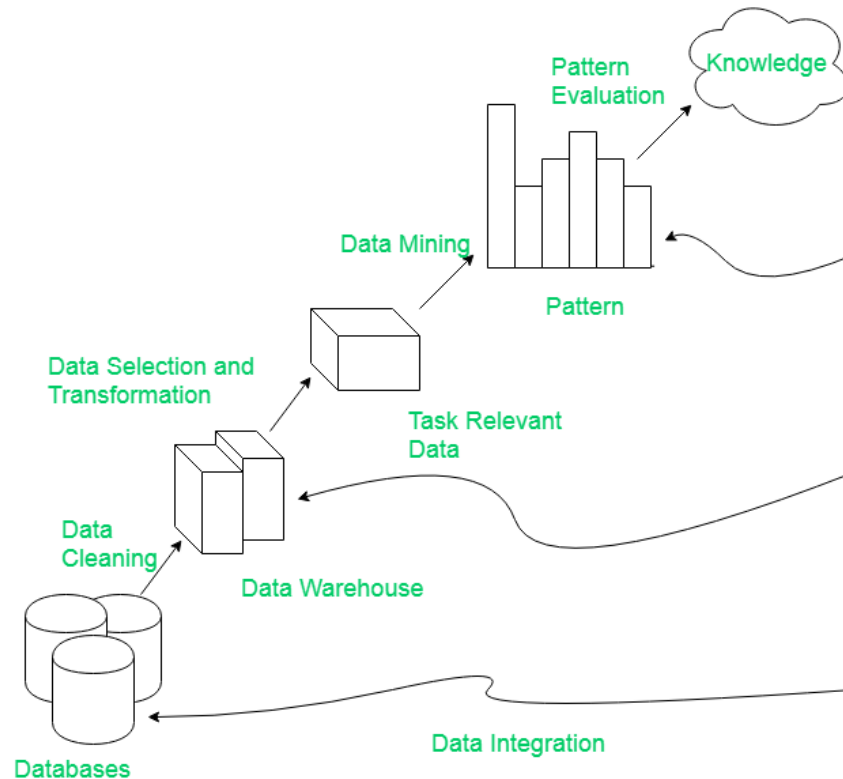 Knowledge
Pattern
Evaluation
Data Mining
Pattern
Data Selection and
Transformation
Task Relevant
Data
Data
Cleaning
Data Warehouse
Data Integration
Databases